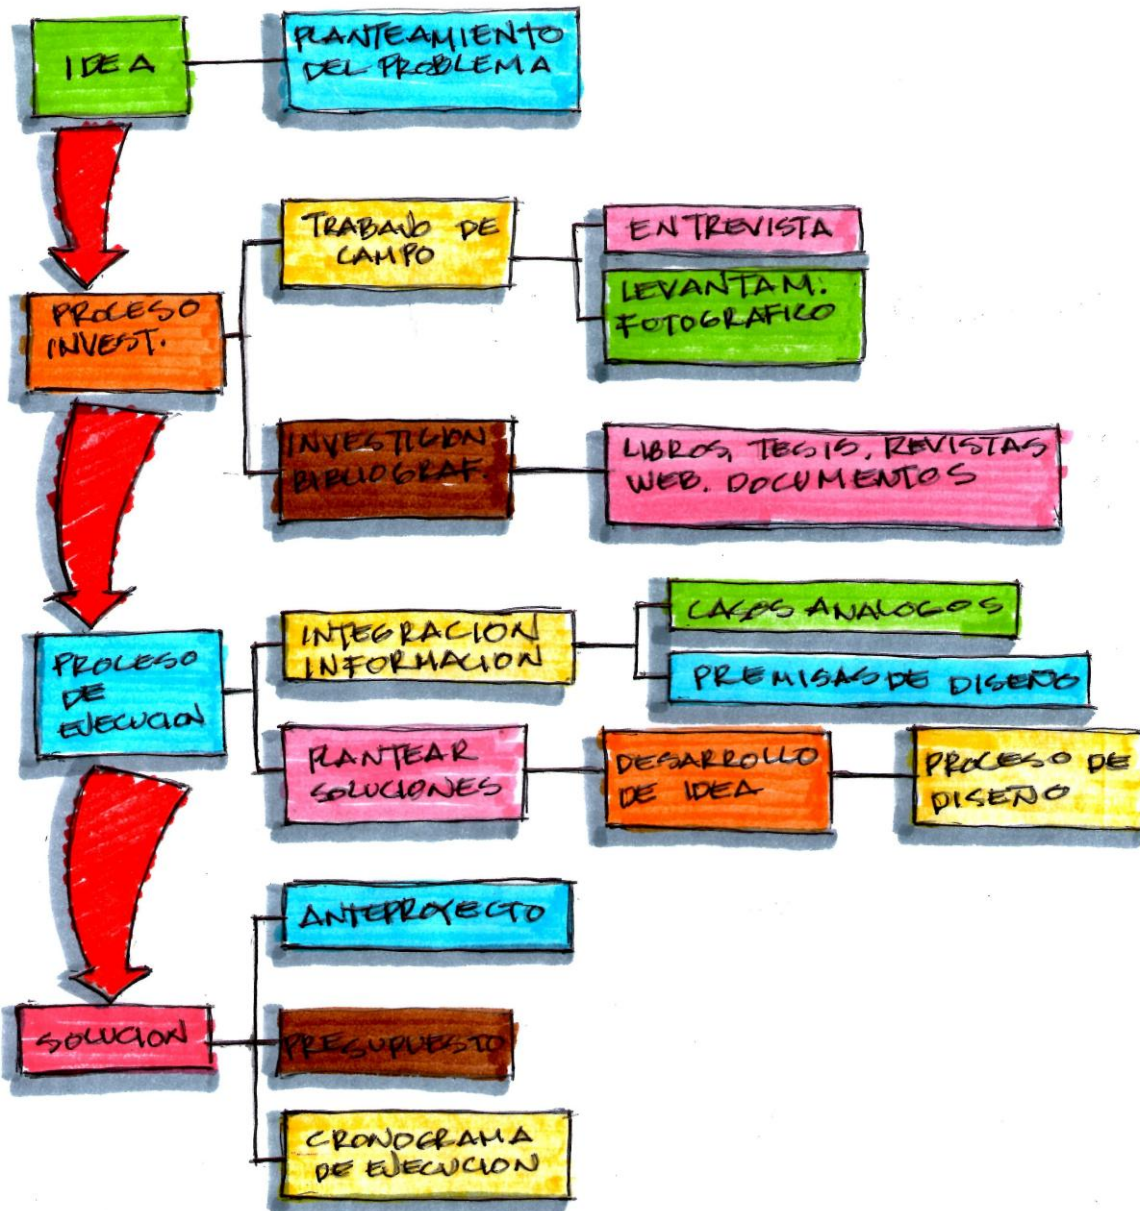 IDEA
PLANTEAMIENTO
DEL PROBLEMA
TRABAJO DE
CAMPO
ENTREVISTA
LEVANTAM:
FOTOGRAFICO
PROCESO
INVEST.
INVESTIGION
BIBLIOGRAF.
LIBROS, TESIS, REVISTAS
WEB. DOCUMENTOS
PROCESO
DE
EJECUCION
INTEGRACION
INFORMACION
CASOS ANALOGOS
PREMISAS DE DISEÑO
PLANTEAR
SOLUCIONES
DESARROLLO
DE IDEA
PROCESO DE
DISEÑO
SOLUCION
ANTEPROYECTO
PRESUPUESTO
CRONOGRAMA
DE EJECUCION